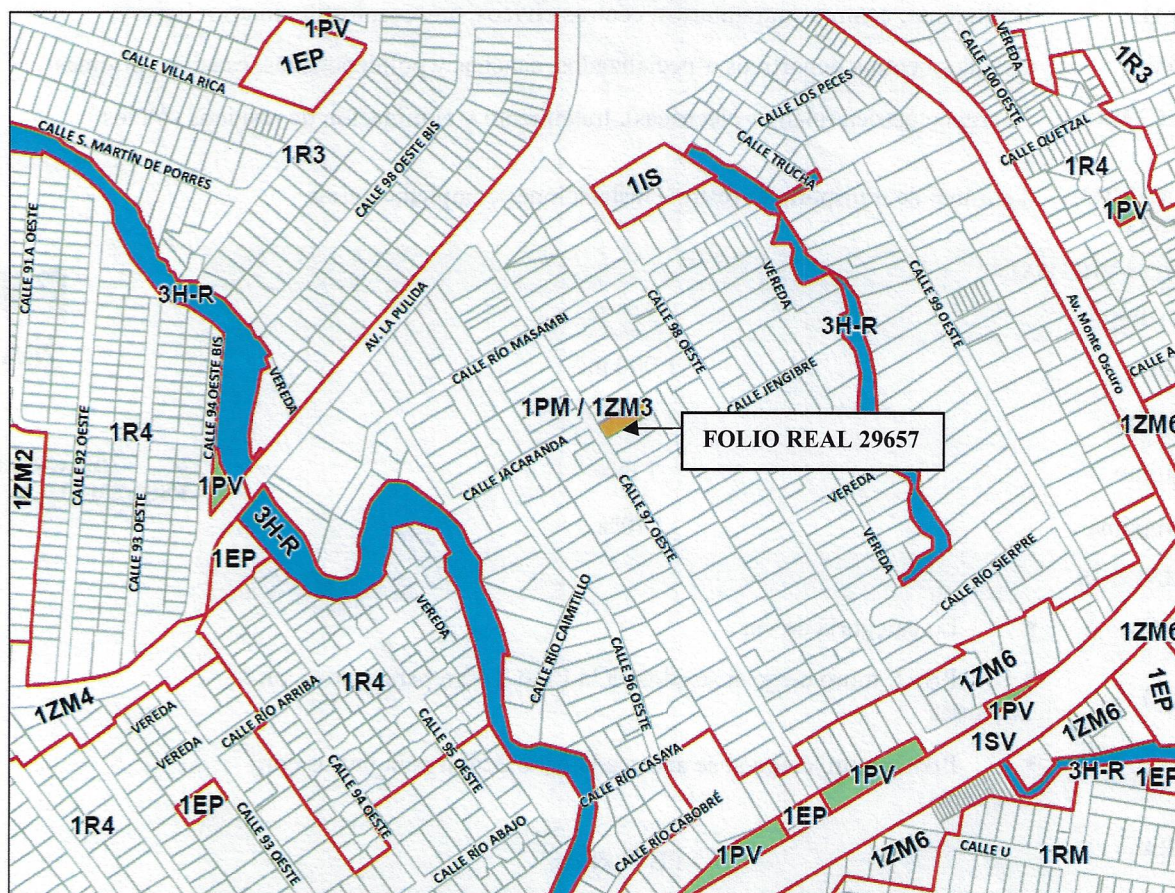 1PV
1EP
CALLE VILLA RICA
1R3
CALLE 98 OESTE BIS
CALLE S. MARTÍN DE PORRES
CALLE LOS PECES
CALLE TRUCHA
1IS
CALLE 100 OESTE
VEREDA
1R3
CALLE QUETZAL
1R4
1PV
CALLE 91 A OESTE
3H-R
AV. LA PULIDA
VEREDA
CALLE 94 OESTE BIS
CALLE RÍO MASAMBI
CALLE 98 OESTE
VEREDA
3H-R
CALLE 99 OESTE
Av. Monte Oscuro
CALLE A
CALLE JENGIBRE
1PM / 1ZM3
FOLIO REAL 29657
1ZM6
1R4
CALLE 92 OESTE
1ZM2
CALLE 93 OESTE
1PV
3H-R
1EP
CALLE JACARANDA
CALLE 97 OESTE
VEREDA
VEREDA
CALLE RÍO SIERPRE
VEREDA
CALLE RÍO CAIMITILLO
CALLE 96 OESTE
1ZM6
1ZM6
1PV
1SV
1ZM6
1EP
1ZM4
VEREDA
VEREDA
CALLE RÍO ARRIBA
1R4
CALLE 95 OESTE
CALLE 94 OESTE
CALLE RÍO CASAYA
1PV
3H-R
1EP
1EP
1R4
CALLE 93 OESTE
CALLE RÍO ABAJO
CALLE RÍO CABOBRÉ
1EP
1PV
1ZM6
CALLE U
1RM